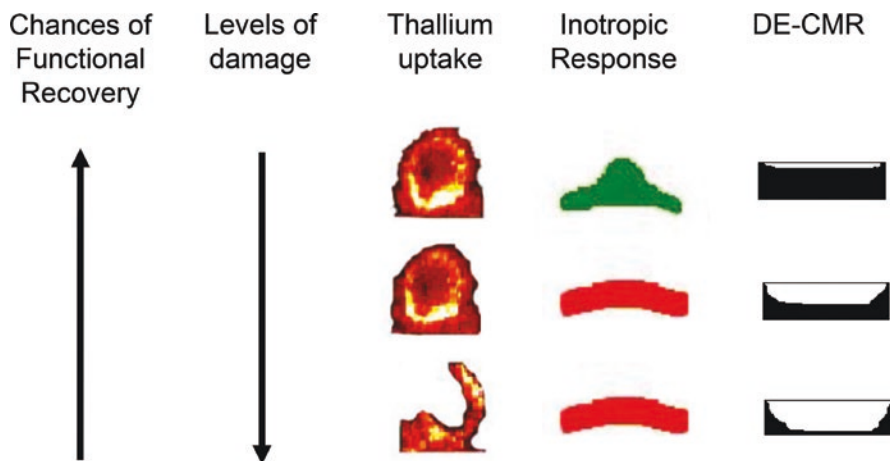 Chances of
Functional
Recovery
Levels of
damage
Thallium
uptake
Inotropic
Response
DE-CMR